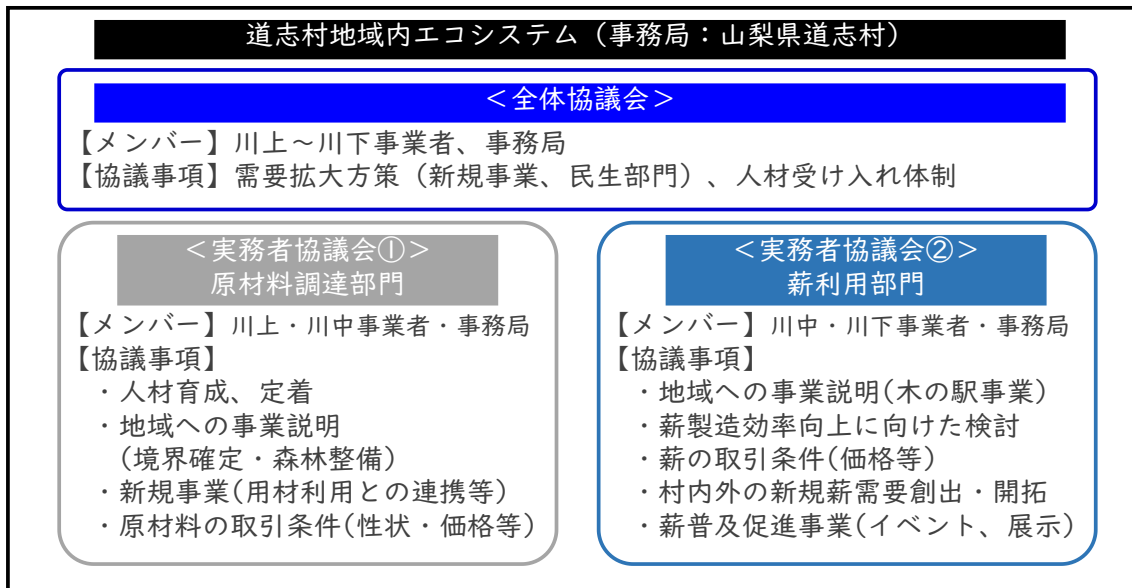 道志村地域内エコシステム（事務局：山梨県道志村）
＜全体協議会＞
【メンバー】川上～川下事業者、事務局
【協議事項】需要拡大方策（新規事業、民生部門）、人材受け入れ体制
＜実務者協議会①＞
原材料調達部門
【メンバー】川上・川中事業者・事務局
【協議事項】
・人材育成、定着
・地域への事業説明
(境界確定・森林整備)
・新規事業(用材利用との連携等)
・原材料の取引条件(性状・価格等)
＜実務者協議会②＞
薪利用部門
【メンバー】川中・川下事業者・事務局
【協議事項】
・地域への事業説明(木の駅事業)
・薪製造効率向上に向けた検討
・薪の取引条件(価格等)
・村内外の新規薪需要創出・開拓
・薪普及促進事業(イベント、展示)